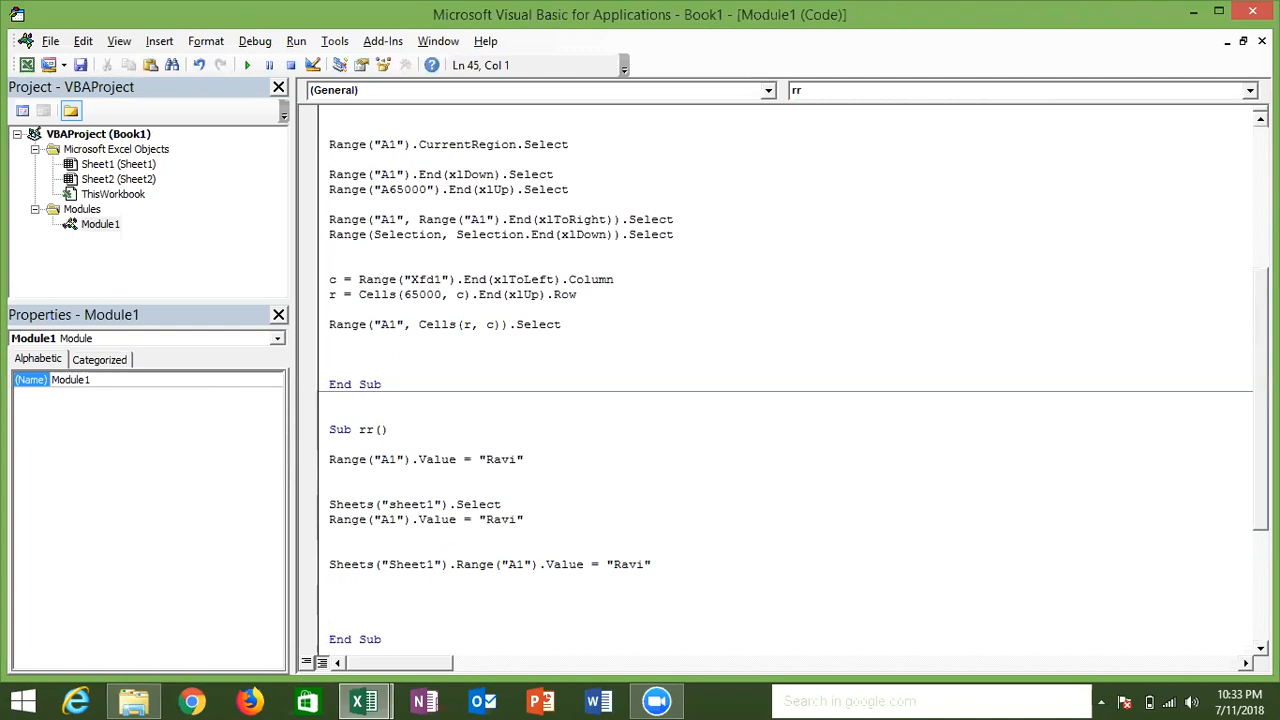 Microsoft Visual Basic for Applications - Book1 - [Module1 (Code)]
File Edit View Insert Format Debug Run Tools Add-Ins Window Help
Ln 45, Col 1
Project - VBAProject
(General)
rr
VBAProject (Book1)
Microsoft Excel Objects
Sheet1 (Sheet1)
Sheet2 (Sheet2)
ThisWorkbook
Modules
Module1
Properties - Module1
Module1 Module
Alphabetic Categorized
(Name) Module1
Range("A1").CurrentRegion.Select
Range("A1").End(xlDown).Select
Range("A65000").End(xlUp).Select
Range("A1", Range("A1").End(xlToRight)).Select
Range(Selection, Selection.End(xlDown)).Select
c = Range("Xfd1").End(xlToLeft).Column
r = Cells(65000, c).End(xlUp).Row
Range("A1", Cells(r, c)).Select
End Sub
Sub rr()
Range("A1").Value = "Ravi"
Sheets("sheet1").Select
Range("A1").Value = "Ravi"
Sheets("Sheet1").Range("A1").Value = "Ravi"
End Sub
Search in google.com
10:33 PM
7/11/2018